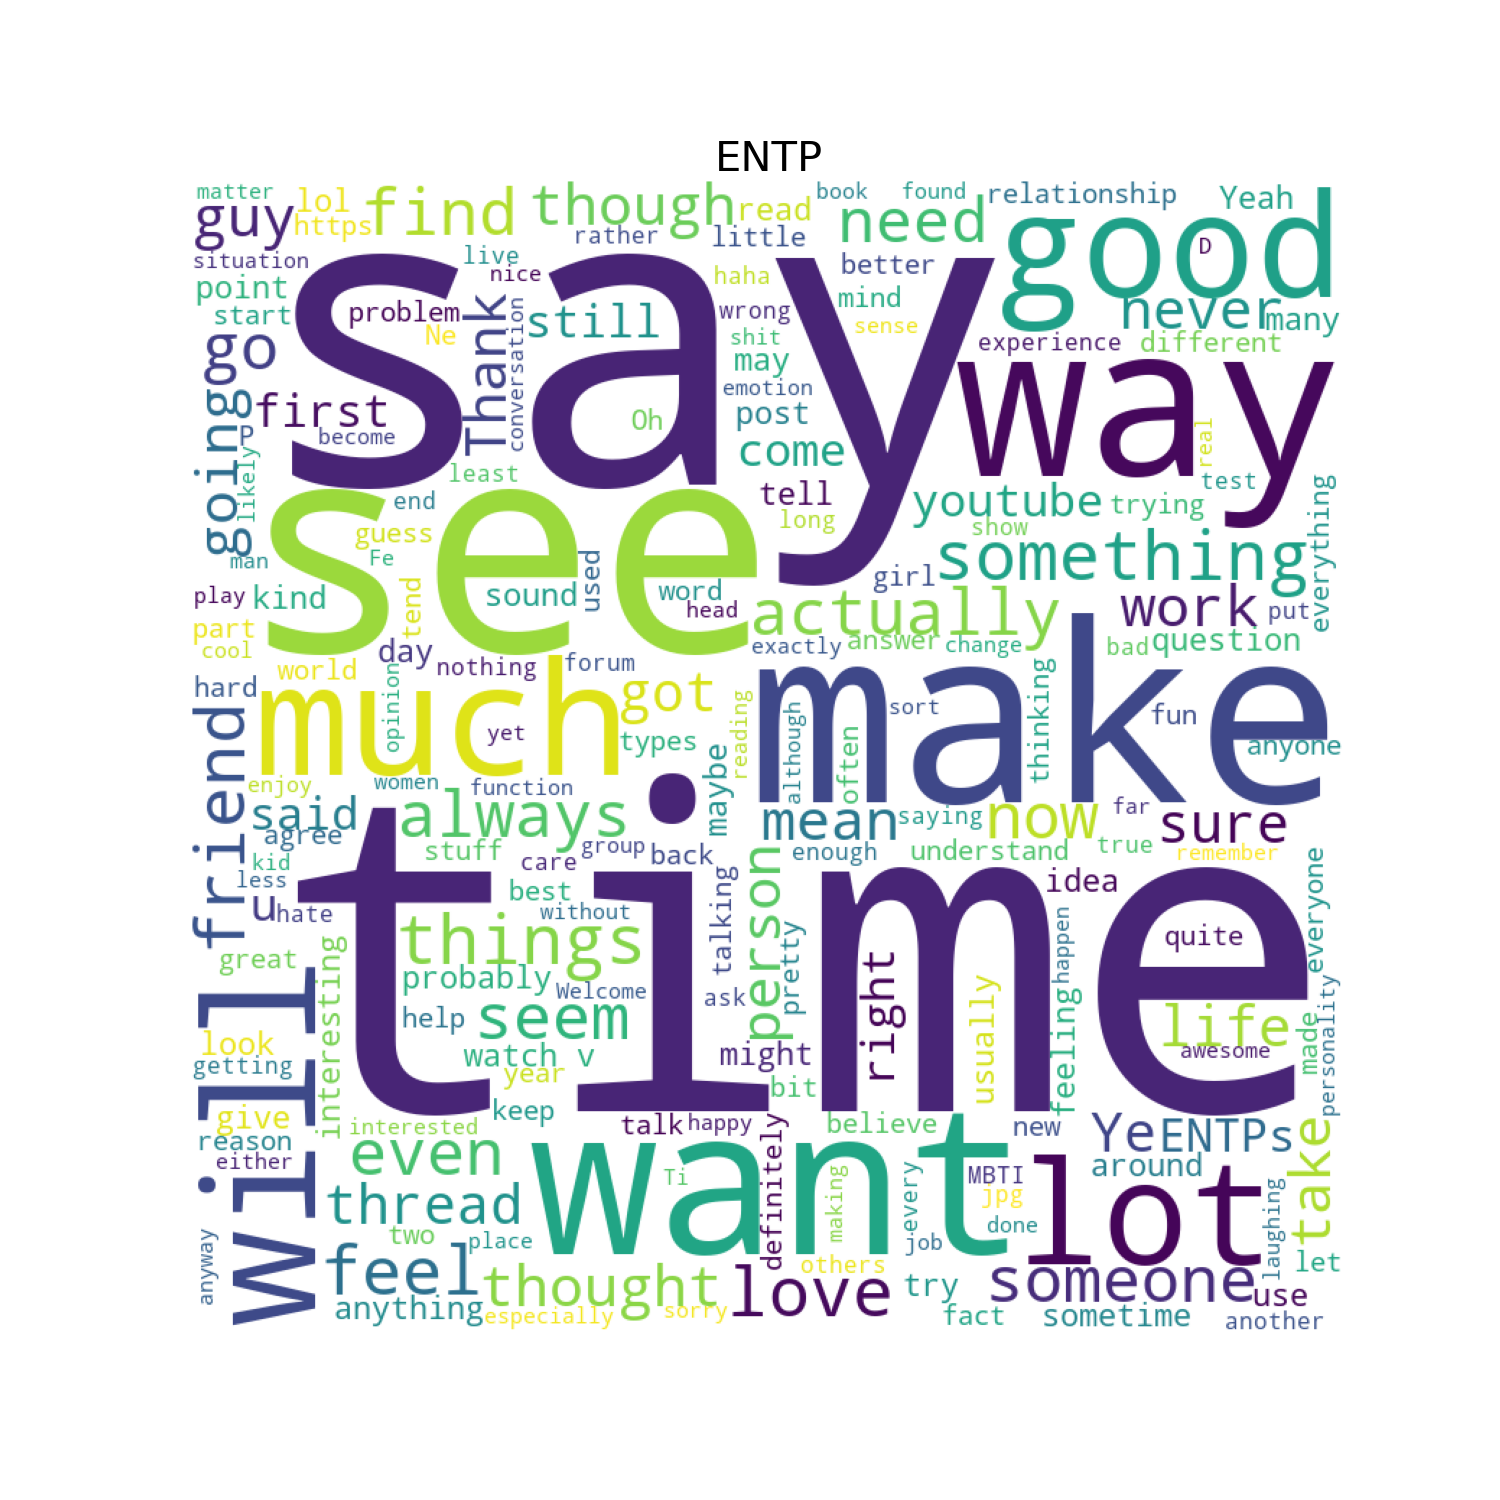 ENTP
matter
lol
find
though
read
book
found
relationship
Yeah
guy
https
rather
little
need
good
D
situation
live
nice
haha
better
never
many
point
start
problem
Ne
Thank
conversation
still
say
wrong
mind
sense
shit
may
experience
different
way
go
going
first
become
P
likely
Oh
emotion
post
come
real
test
least
end
guess
Fe
see
tell
long
youtube
trying
show
something
everything
man
play
kind
tend
sound
used
word
head
girl
actually
work
put
part
cool
world
day
nothing
forum
exactly
answer
change
bad
question
hard
opinion
much
got
yet
types
reading
make
sort
although
often
thinking
fun
anyone
friend
enjoy
women
function
maybe
said
agree
always
mean
saying
now
far
sure
kid
less
stuff
care
group
back
enough
understand
true
remember
u
hate
best
without
talking
person
idea
everyone
great
interesting
things
time
pretty
right
usually
feeling
happen
quite
will
probably
Welcome
ask
help
seem
life
awesome
made
personality
look
getting
watch v
year
might
bit
give
reason
either
interested
keep
talk
happy
definitely
believe
new
Ye
ENTPs
take
even
want
Ti
making
every
MBTI
jpg
around
lot
laughing
thread
anyway
two
place
job
done
let
feel
thought
others
try
someone
use
anything
especially
sorry
love
fact
sometime
another